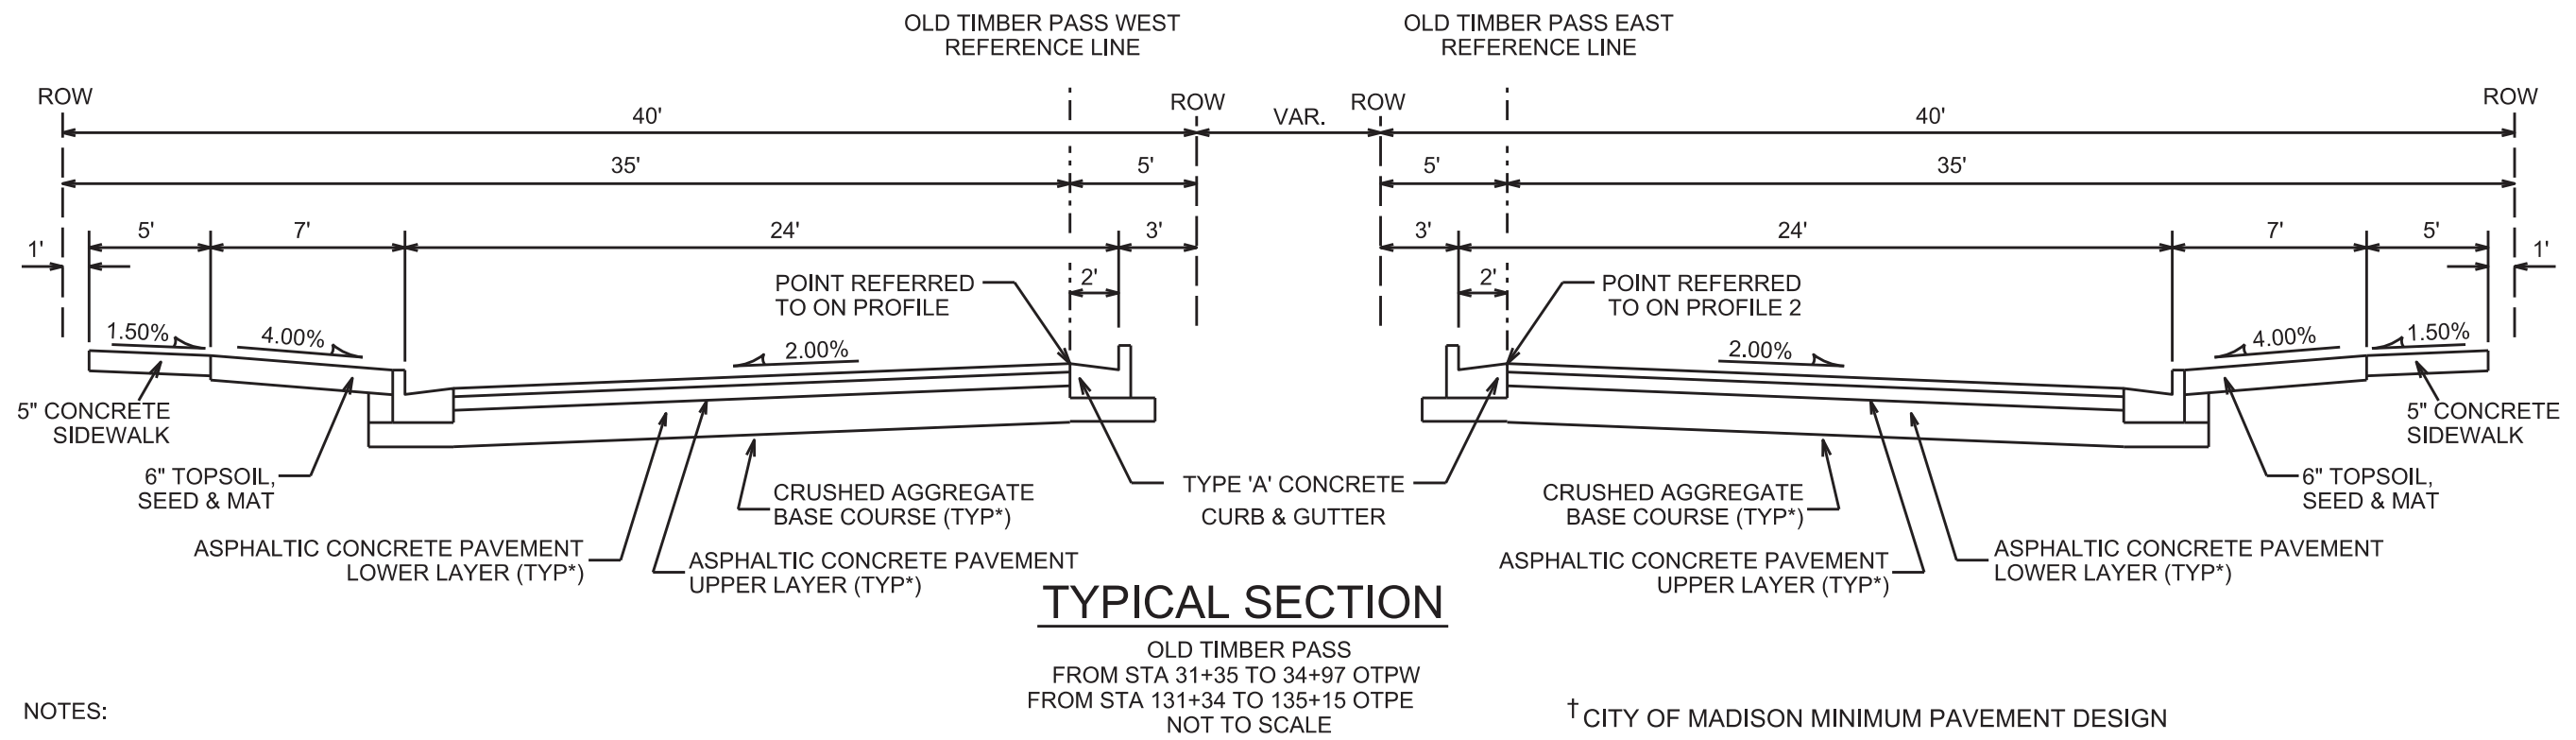 OLD TIMBER PASS WEST
REFERENCE LINE
OLD TIMBER PASS EAST
REFERENCE LINE
ROW
40'
ROW
VAR.
ROW
40'
ROW
35'
5'
5'
35'
1'
5'
7'
24'
3'
3'
24'
7'
5'
1'
2'
2'
POINT REFERRED
TO ON PROFILE
POINT REFERRED
TO ON PROFILE 2
1.50%
4.00%
2.00%
2.00%
4.00%
1.50%
5" CONCRETE
SIDEWALK
5" CONCRETE
SIDEWALK
6" TOPSOIL,
SEED & MAT
CRUSHED AGGREGATE
BASE COURSE (TYP*)
TYPE 'A' CONCRETE
CURB & GUTTER
CRUSHED AGGREGATE
BASE COURSE (TYP*)
6" TOPSOIL,
SEED & MAT
ASPHALTIC CONCRETE PAVEMENT
LOWER LAYER (TYP*)
ASPHALTIC CONCRETE PAVEMENT
UPPER LAYER (TYP*)
ASPHALTIC CONCRETE PAVEMENT
UPPER LAYER (TYP*)
ASPHALTIC CONCRETE PAVEMENT
LOWER LAYER (TYP*)
TYPICAL SECTION
OLD TIMBER PASS
FROM STA 31+35 TO 34+97 OTPW
FROM STA 131+34 TO 135+15 OTPE
NOT TO SCALE
NOTES:
† CITY OF MADISON MINIMUM PAVEMENT DESIGN